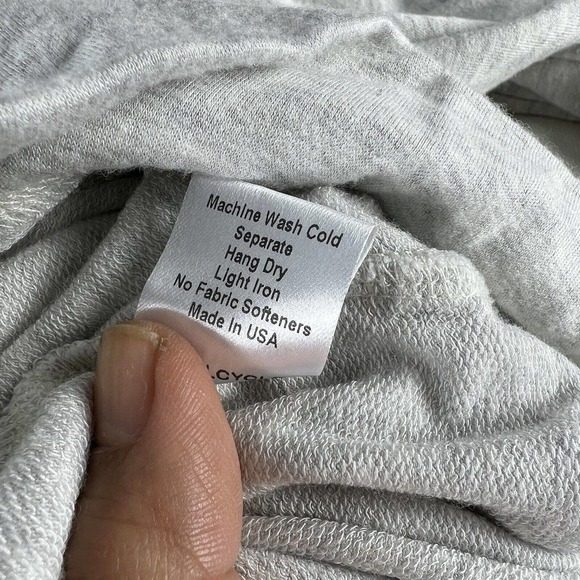 Machine Wash Cold
Separate
Hang Dry
Light Iron
No Fabric Softeners
Made In USA